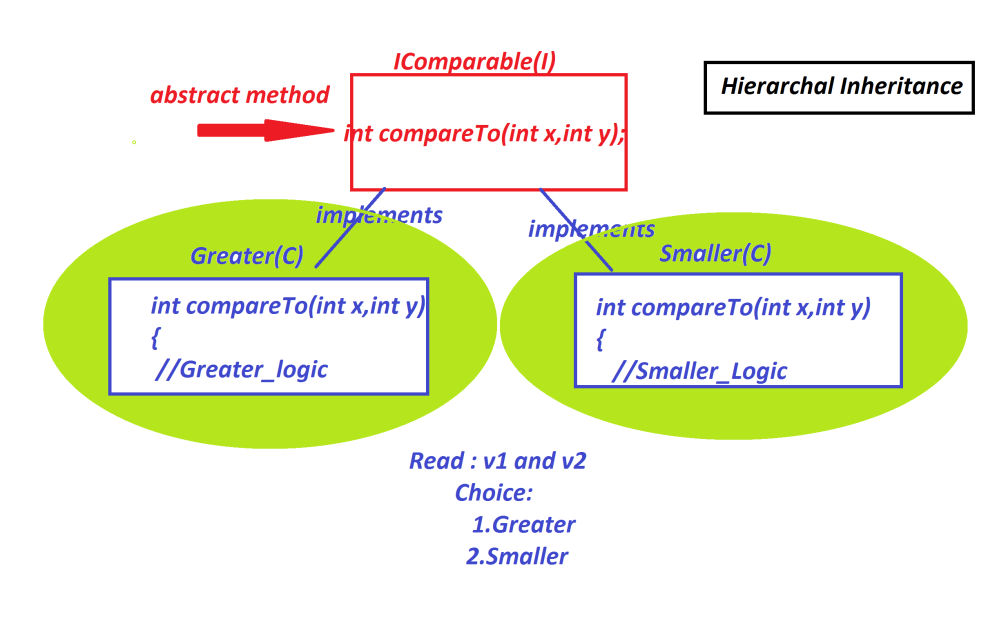 IComparable(I)
Hierarchal Inheritance
abstract method
int compareTo(int x,int y);
implements
implements
Greater(C)
int compareTo(int x,int y)
{
//Greater_logic
Smaller(C)
int compareTo(int x,int y)
{
//Smaller_Logic
Read : v1 and v2
Choice:
1.Greater
2.Smaller